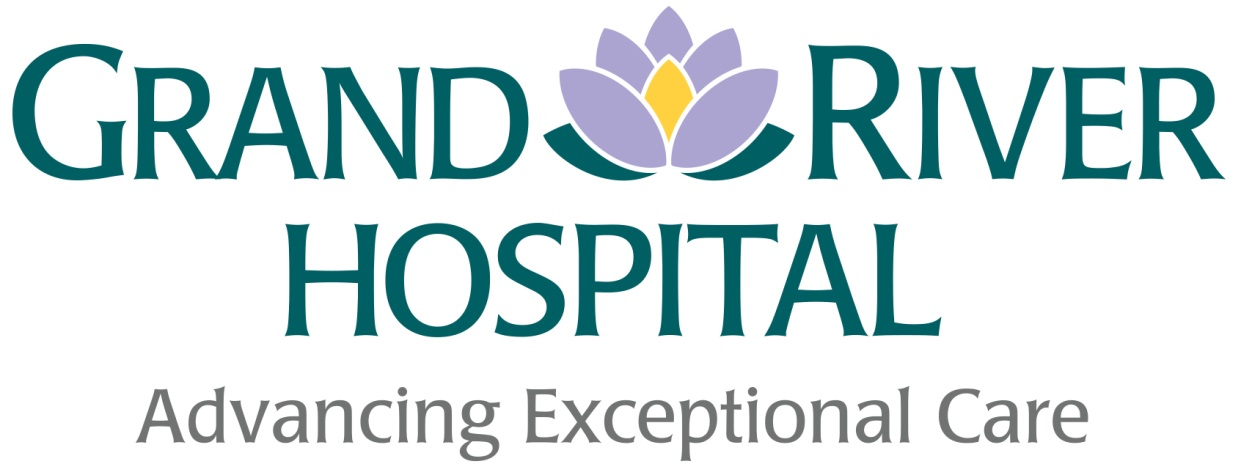 GRAND RIVER
HOSPITAL
Advancing Exceptional Care